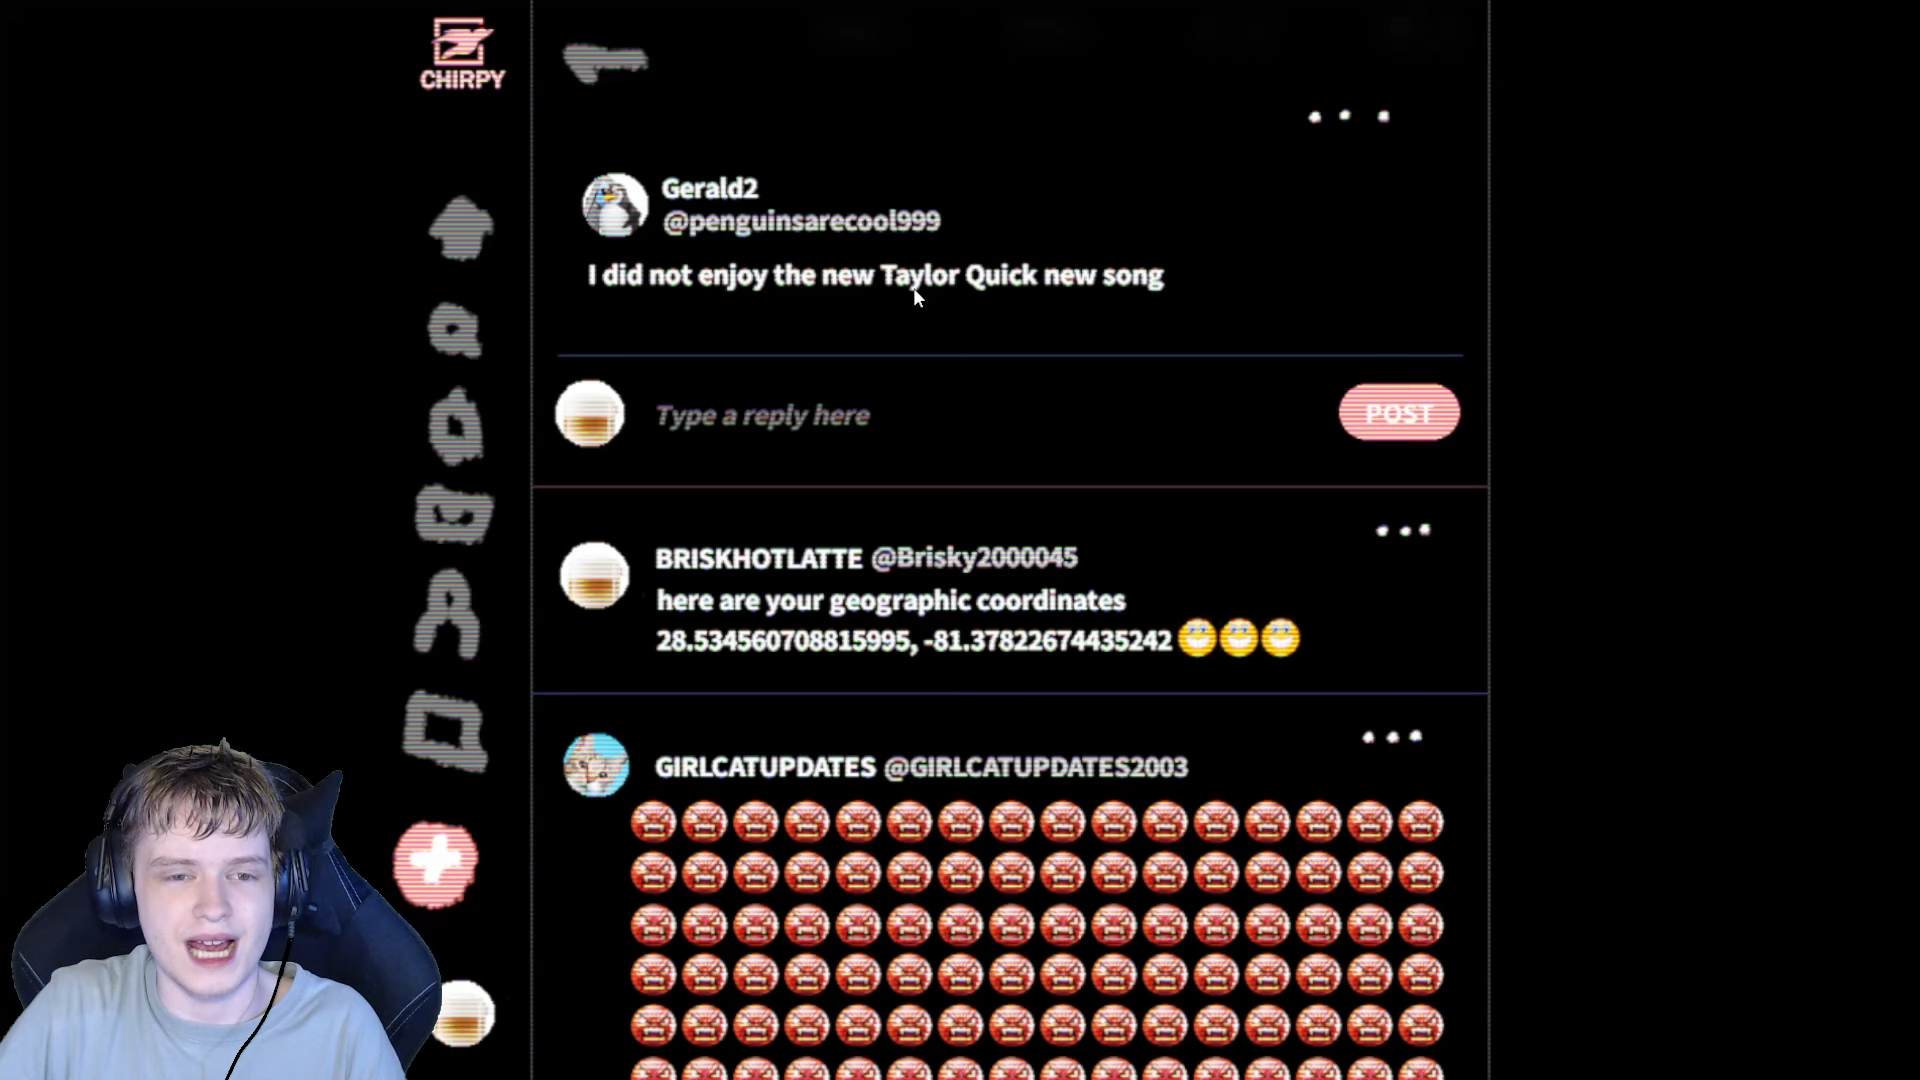 CHIRPY
Gerald2
@penguinsarecool999
I did not enjoy the new Taylor Quick new song
Type a reply here
POST
BRISKHOTLATTE @Brisky2000045
here are your geographic coordinates
28.534560708815995, -81.37822674435242
GIRLCATUPDATES @GIRLCATUPDATES2003